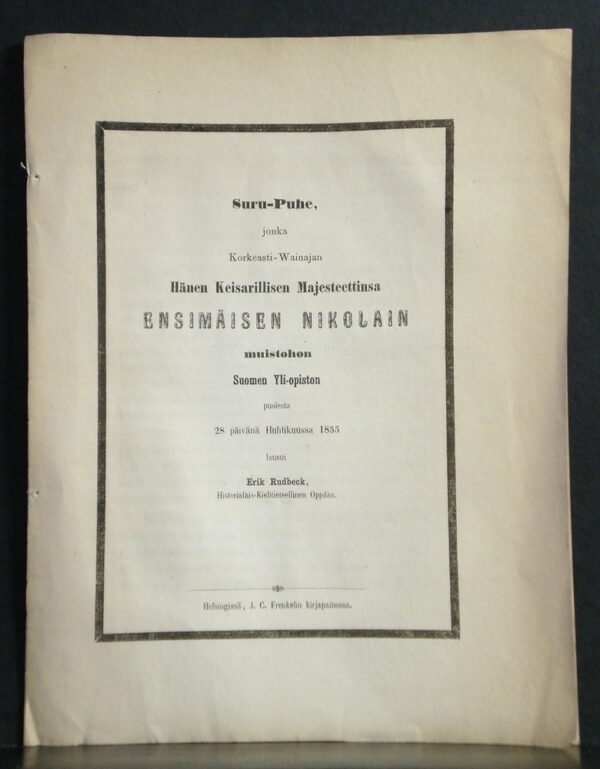 Suru-Puhe,
jonka
Korkeasti-Wainajan
Hänen Keisarillisen Majesteettinsa
ENSIMÄISEN NIKOLAIN
muistohon
Suomen Yli-opiston
puolesta
28 päivänä Huhtikuussa 1855
lausui
Erik Rudbeck,
Historialais-Kielitieteellinen Oppilas.
Helsingissä, J. C. Frenkelin kirjapainossa.